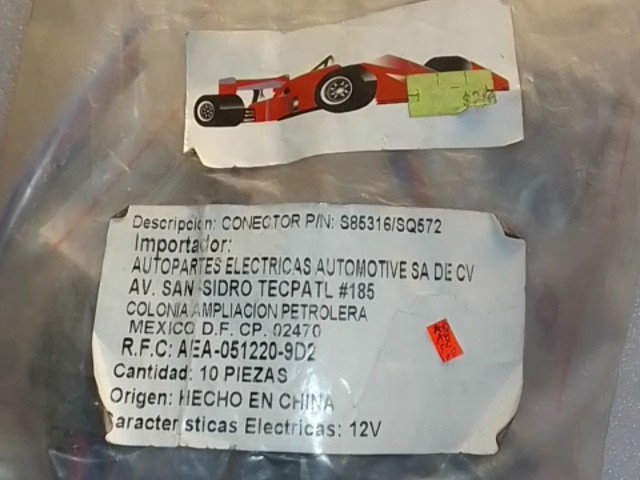 Descripcion: CONECTOR P/N: S85316/SQ572
Importador:
AUTOPARTES ELECTRICAS AUTOMOTIVE SA DE CV
AV. SAN ISIDRO TECPATL #185
COLONIA AMPLIACION PETROLERA
MEXICO D.F. CP. 02470
R.F.C: AEA-051220-9D2
Cantidad: 10 PIEZAS
Origen: HECHO EN CHINA
aracteristicas Electricas: 12V